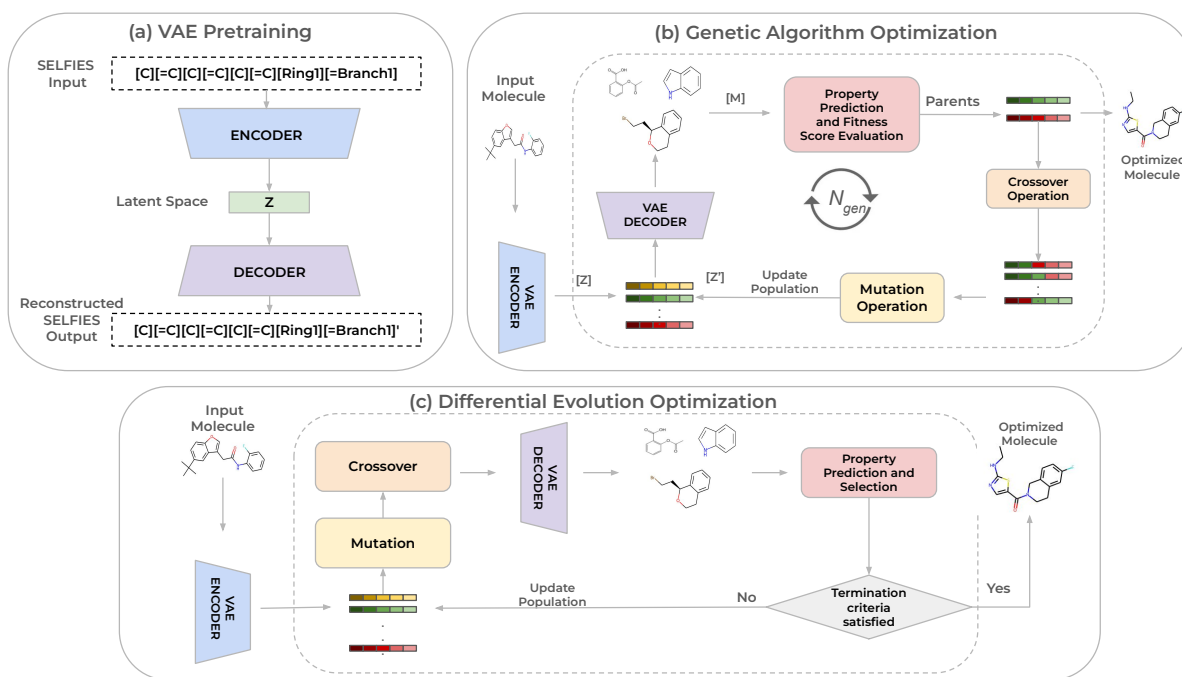 (a) VAE Pretraining
SELFIES
Input
[C][=C][C][=C][C][=C][Ring1][=Branch1]
ENCODER
Latent Space
Z
DECODER
Reconstructed
SELFIES
Output
[C][=C][C][=C][C][=C][Ring1][=Branch1]'
(b) Genetic Algorithm Optimization
Input
Molecule
VAE
ENCODER
[Z]
VAE
DECODER
[M]
Property
Prediction
and Fitness
Score Evaluation
Parents
Optimized
Molecule
Crossover
Operation
Ngen
Mutation
Operation
Update
Population
[Z']
(c) Differential Evolution Optimization
Input
Molecule
VAE
ENCODER
Mutation
Crossover
VAE
DECODER
Property
Prediction and
Selection
Termination
criteria
satisfied
No
Update
Population
Yes
Optimized
Molecule